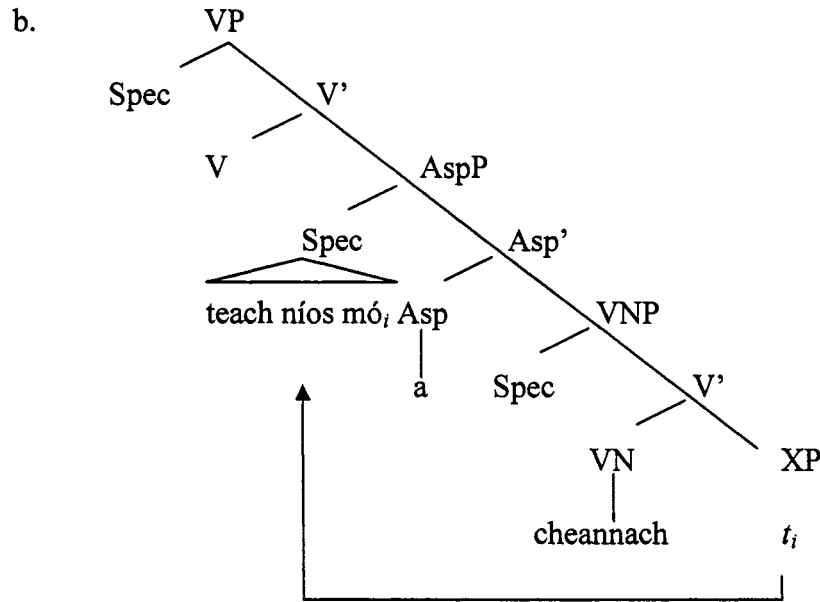 b.
VP
Spec
V’
V
AspP
Spec
Asp’
teach níos mói Asp
VNP
a
Spec
V’
VN
XP
cheannach
ti